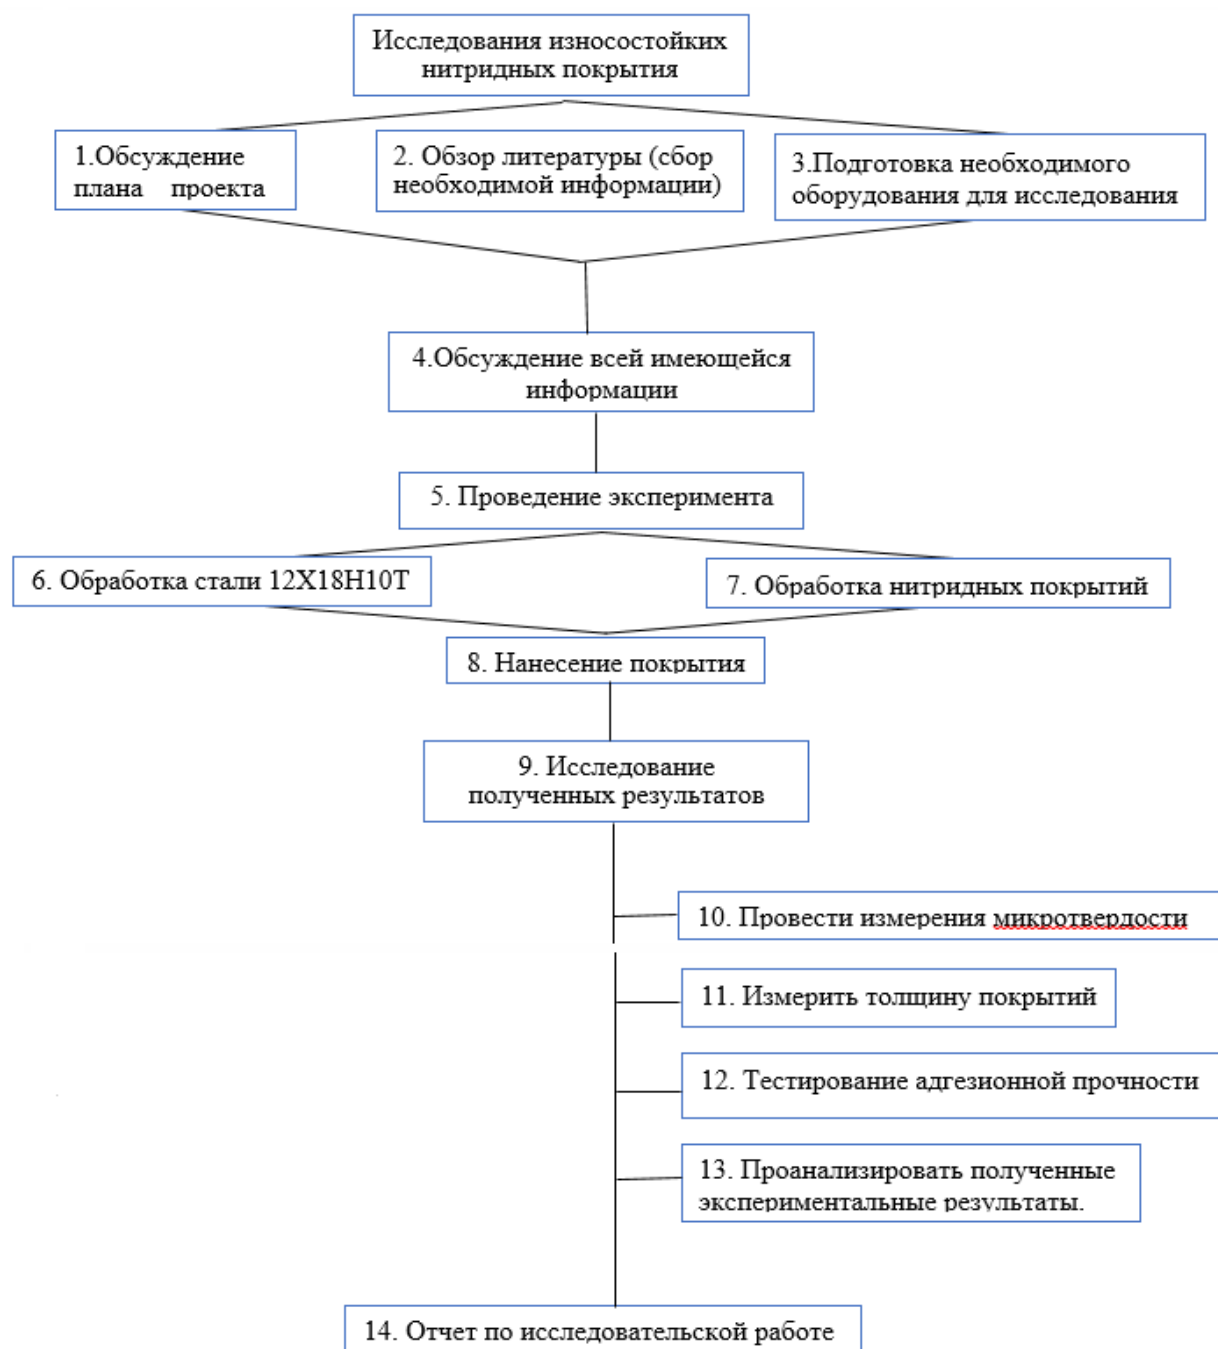 Исследования износостойких
нитридных покрытия
1.Обсуждение
плана проекта
2. Обзор литературы (сбор
необходимой информации)
3.Подготовка необходимого
оборудования для исследования
4.Обсуждение всей имеющейся
информации
5. Проведение эксперимента
6. Обработка стали 12Х18Н10Т
7. Обработка нитридных покрытий
8. Нанесение покрытия
9. Исследование
полученных результатов
10. Провести измерения микротвердости
11. Измерить толщину покрытий
12. Тестирование адгезионной прочности
13. Проанализировать полученные
экспериментальные результаты.
14. Отчет по исследовательской работе